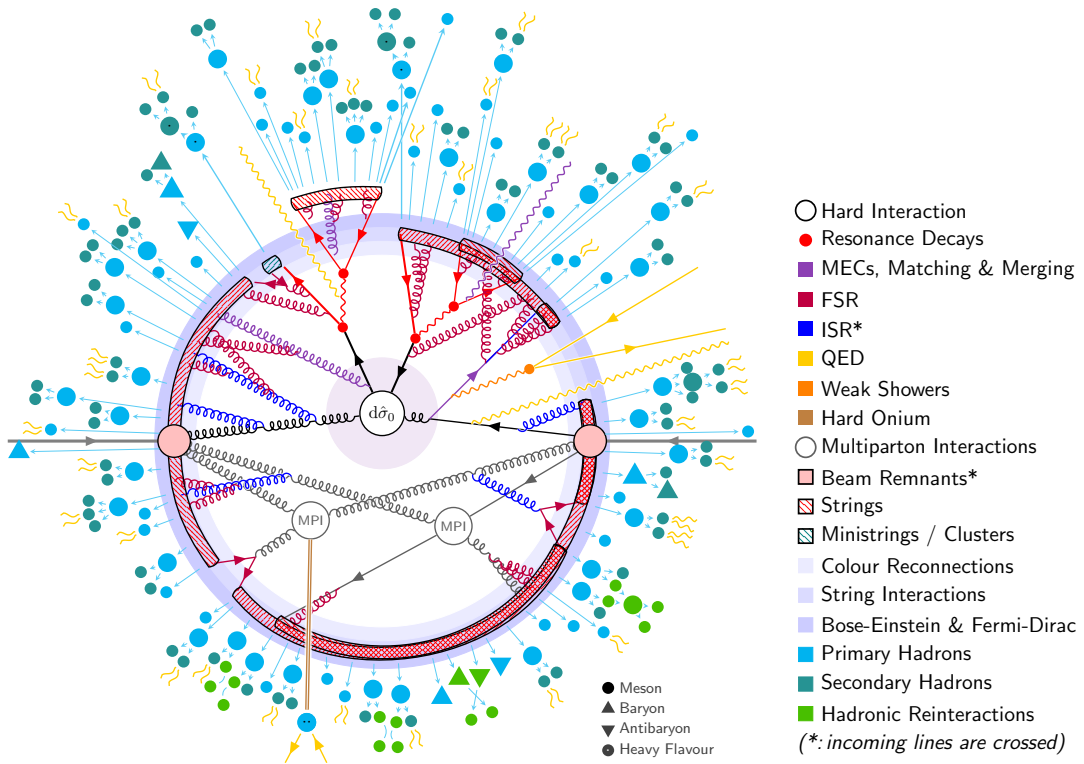 dσ̂₀
MPI
MPI
Meson
Baryon
Antibaryon
Heavy Flavour
Hard Interaction
Resonance Decays
MECs, Matching & Merging
FSR
ISR*
QED
Weak Showers
Hard Onium
Multiparton Interactions
Beam Remnants*
Strings
Ministrings / Clusters
Colour Reconnections
String Interactions
Bose-Einstein & Fermi-Dirac
Primary Hadrons
Secondary Hadrons
Hadronic Reinteractions
(*: incoming lines are crossed)